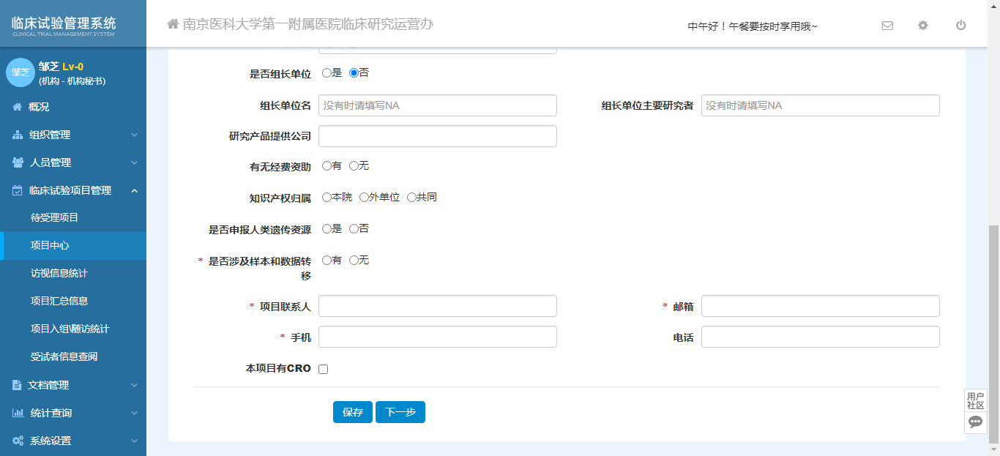 临床试验管理系统
CLINICAL TRIAL MANAGEMENT SYSTEM
南京医科大学第一附属医院临床研究运营办
中午好！午餐要按时享用哦~
邹芝
邹芝 Lv-0
(机构 - 机构秘书)
概况
组织管理
人员管理
临床试验项目管理
待受理项目
项目中心
访视信息统计
项目汇总信息
项目入组\随访统计
受试者信息查阅
文档管理
统计查询
系统设置
是否组长单位 是 否
组长单位名 没有时请填写NA 组长单位主要研究者 没有时请填写NA
研究产品提供公司
有无经费资助 有 无
知识产权归属 本院 外单位 共同
是否申报人类遗传资源 是 否
* 是否涉及样本和数据转移 有 无
* 项目联系人 * 邮箱
* 手机 电话
本项目有CRO
保存 下一步
用户
社区